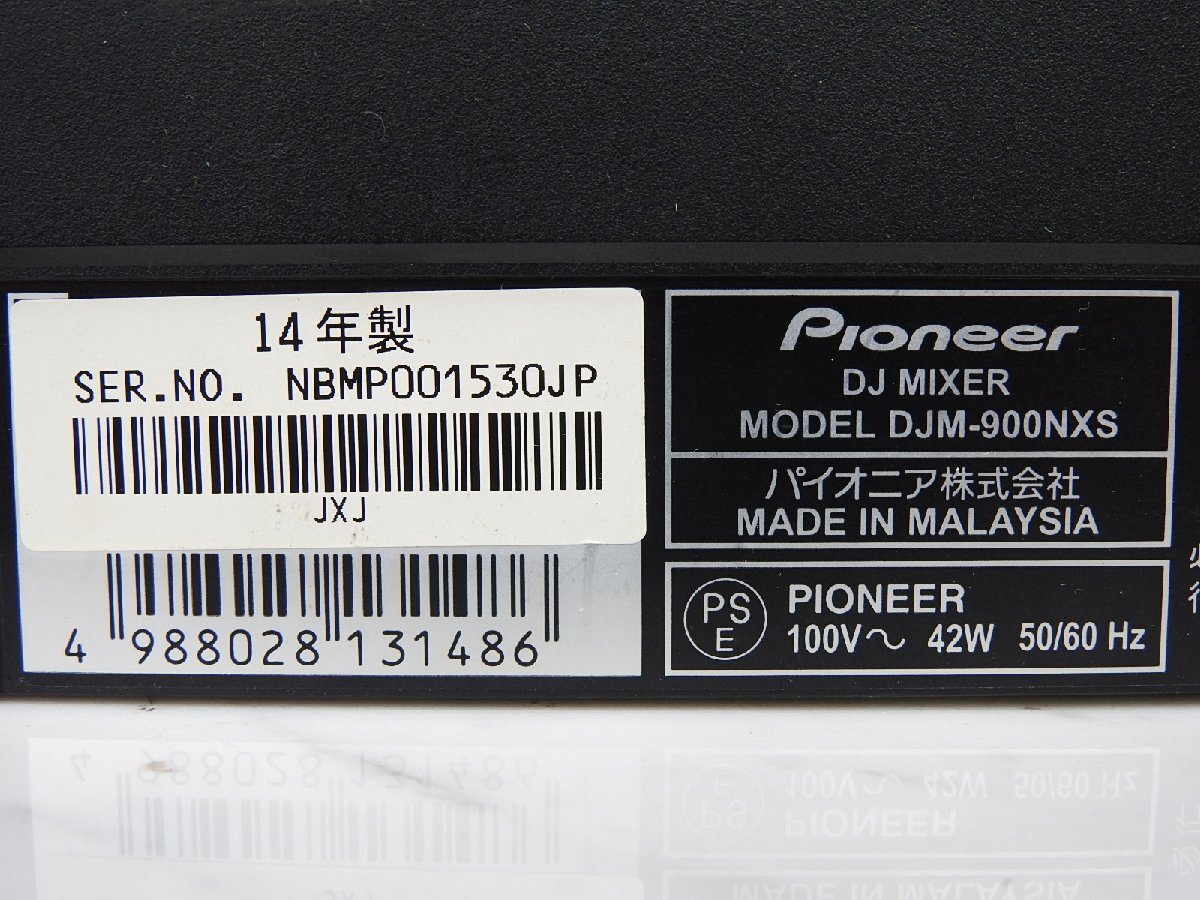 14年製
SER.NO. NBMP001530JP
JXJ
4 988028 131486
Pioneer
DJ MIXER
MODEL DJM-900NXS
パイオニア株式会社
MADE IN MALAYSIA
PS
E
PIONEER
100V～ 42W 50/60 Hz